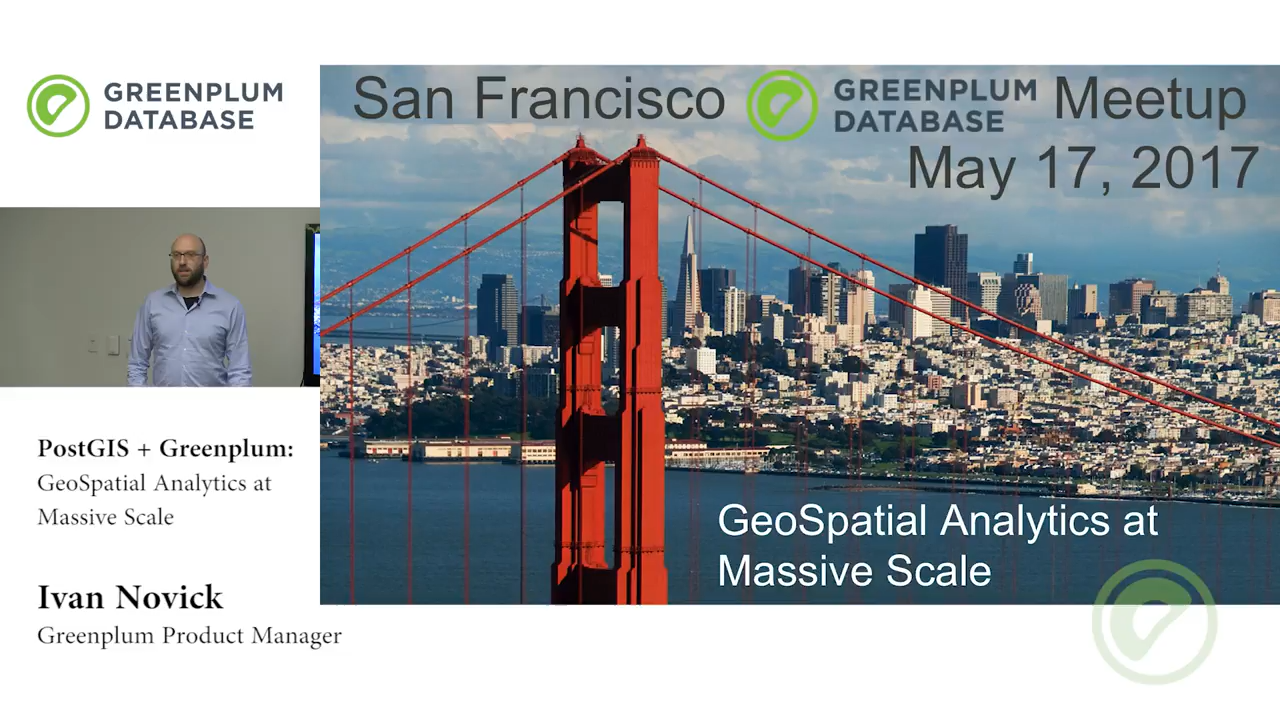 GREENPLUM
DATABASE
San Francisco GREENPLUM DATABASE Meetup
May 17, 2017
PostGIS + Greenplum:
GeoSpatial Analytics at
Massive Scale
Ivan Novick
Greenplum Product Manager
GeoSpatial Analytics at
Massive Scale